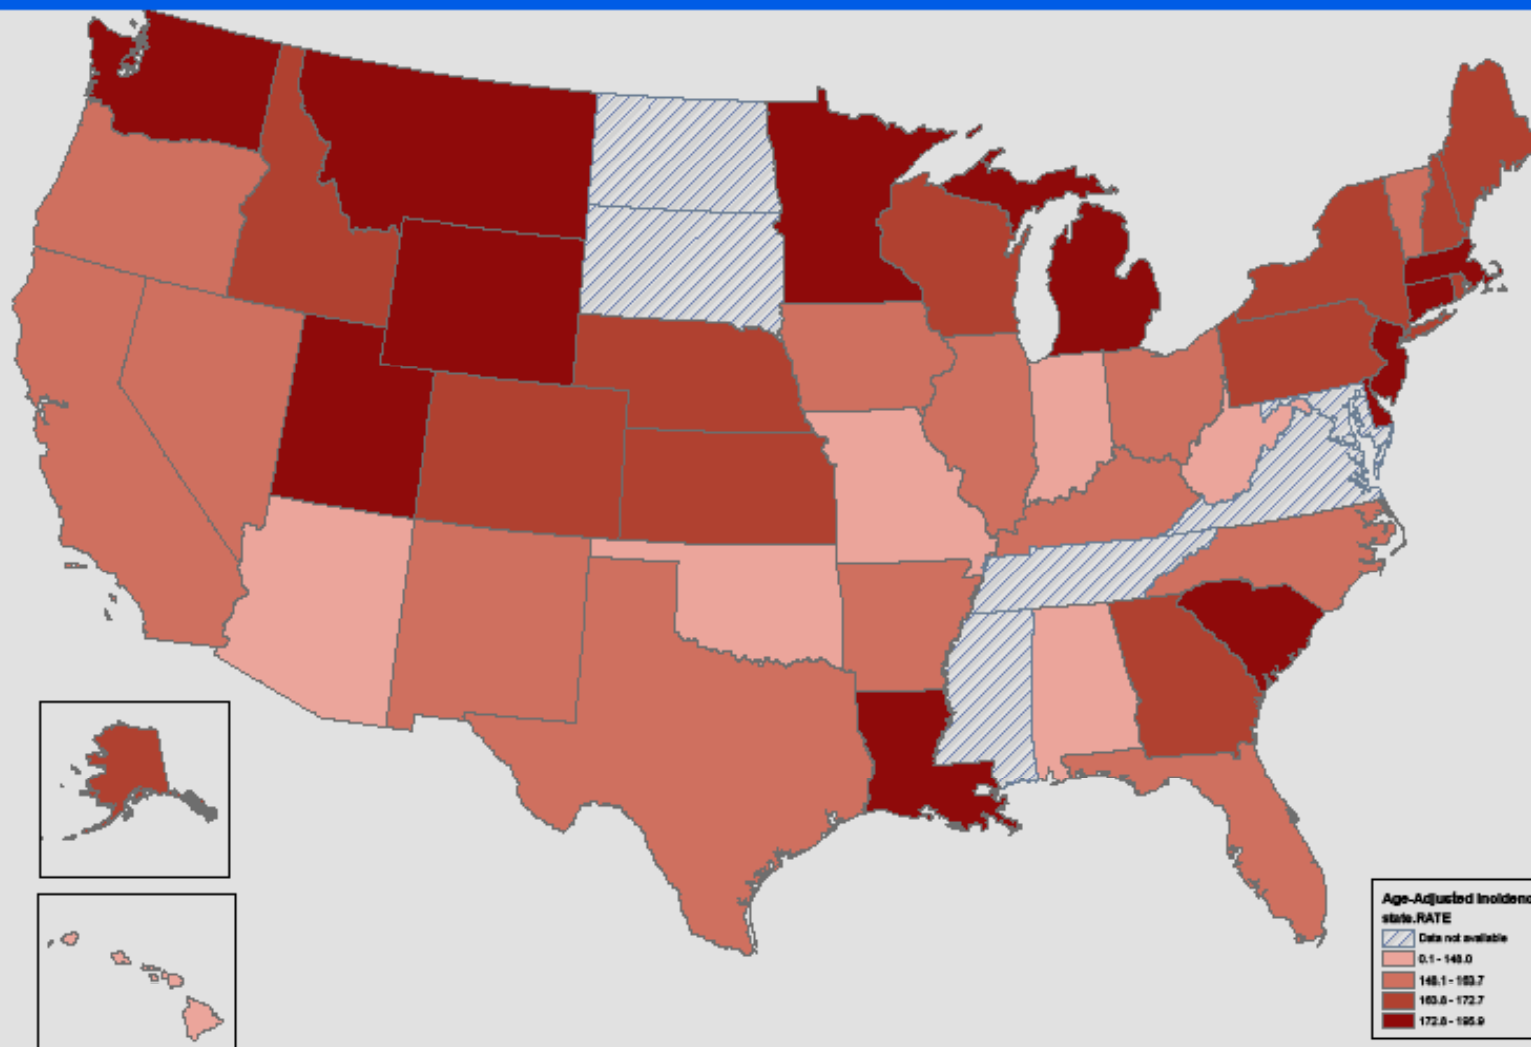 Age-Adjusted Incidenc
state.RATE
Data not available
0.1 - 148.0
148.1 - 163.7
163.8 - 172.7
172.8 - 195.9